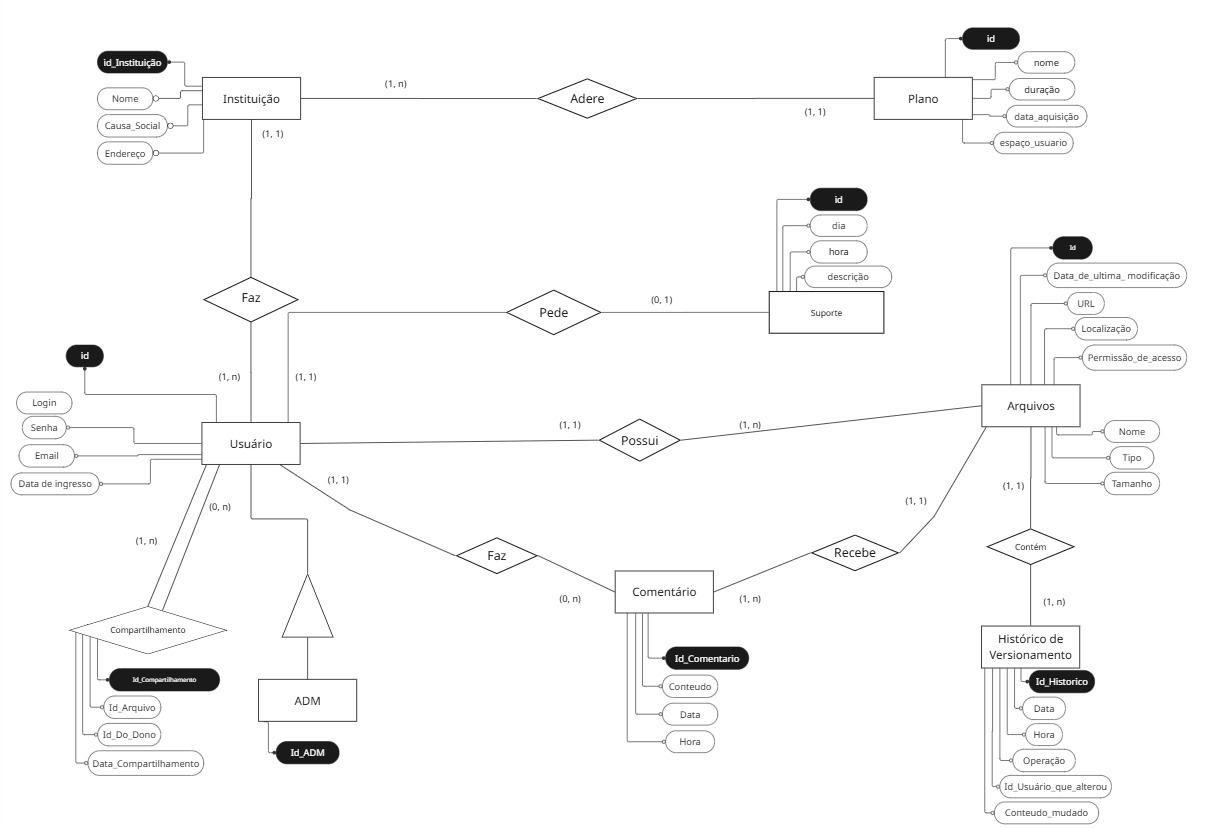 id
id_Instituição
nome
Instituição
(1, n)
Adere
Plano
duração
Nome
(1, 1)
data_aquisição
Causa_Social
(1, 1)
espaço_usuario
Endereço
id
dia
hora
Id
descrição
Data_de_ultima_ modificação
Faz
Pede
(0, 1)
Suporte
URL
Localização
id
Permissão_de_acesso
(1, n)
(1, 1)
Login
Arquivos
Senha
(1, 1)
(1, n)
Nome
Usuário
Possui
Email
Tipo
Data de ingresso
(1, 1)
(1, 1)
Tamanho
(0, n)
(1, 1)
(1, n)
Faz
Recebe
Contém
Comentário
(0, n)
(1, n)
(1, n)
Compartilhamento
Histórico de
Versionamento
Id_Comentario
Id_Compartilhamento
Id_Historico
Conteudo
ADM
Id_Arquivo
Data
Data
Id_Do_Dono
Hora
Hora
Id_ADM
Data_Compartilhamento
Operação
Id_Usuário_que_alterou
Conteudo_mudado